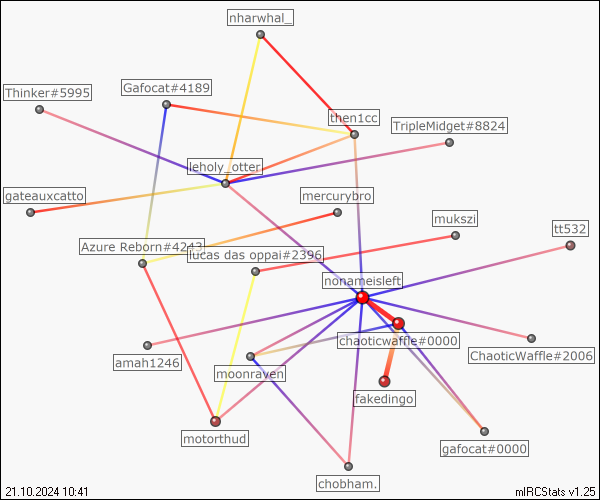 nharwhal_
Thinker#5995
Gafocat#4189
then1cc
TripleMidget#8824
leholy_otter
gateauxcatto
mercurybro
mukszi
tt532
Azure Reborn#4243
lucas das oppai#2396
nonameisleft
chaoticwaffle#0000
ChaoticWaffle#2006
amah1246
moonraven
fakedingo
motorthud
gafocat#0000
chobham.
21.10.2024 10:41
mIRCStats v1.25